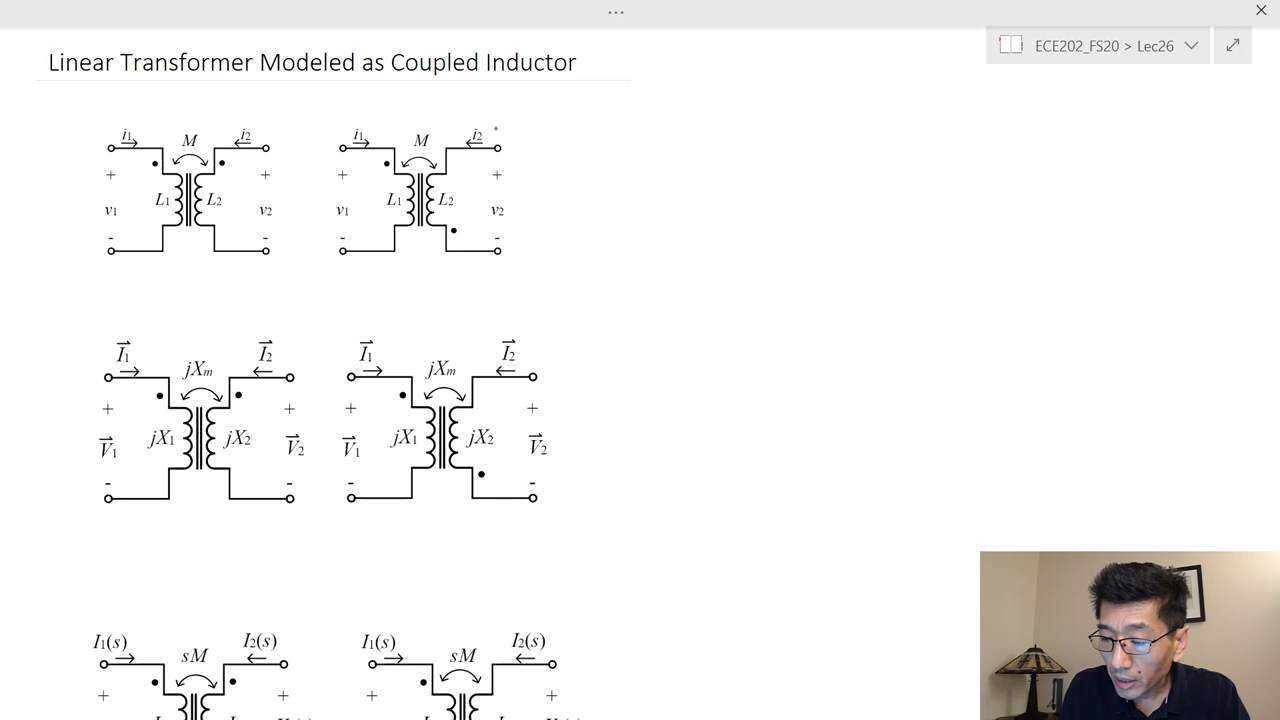 ECE202_FS20 > Lec26
Linear Transformer Modeled as Coupled Inductor
i1 M i2 i1 M i2
+ + + +
L1 L2 L1 L2
v1 v2 v1 v2
- - - -
I1 jXm I2 I1 jXm I2
+ + + +
V1 jX1 jX2 V2 V1 jX1 jX2 V2
- - - -
I1(s) sM I2(s) I1(s) sM I2(s)
+ + + +